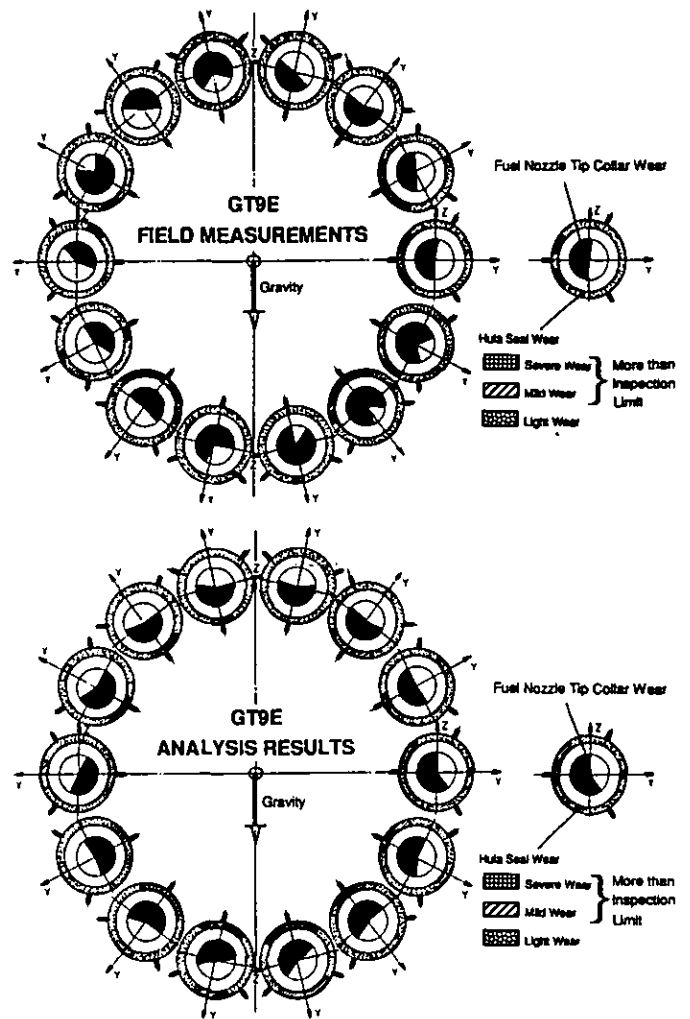 GT9E
FIELD MEASUREMENTS
Gravity
Z
Z
Y
Y
Y
Y
Y
Y
Y
Y
Y
Y
Y
Y
Y
Y
Z
Fuel Nozzle Tip Collar Wear
Z
Y
Hula Seal Wear
Severe Wear
Mild Wear
Light Wear
More than
Inspection
Limit
GT9E
ANALYSIS RESULTS
Gravity
Z
Z
Y
Y
Y
Y
Y
Y
Y
Y
Y
Y
Y
Y
Y
Y
Z
Fuel Nozzle Tip Collar Wear
Z
Y
Hula Seal Wear
Severe Wear
Mild Wear
Light Wear
More than
Inspection
Limit